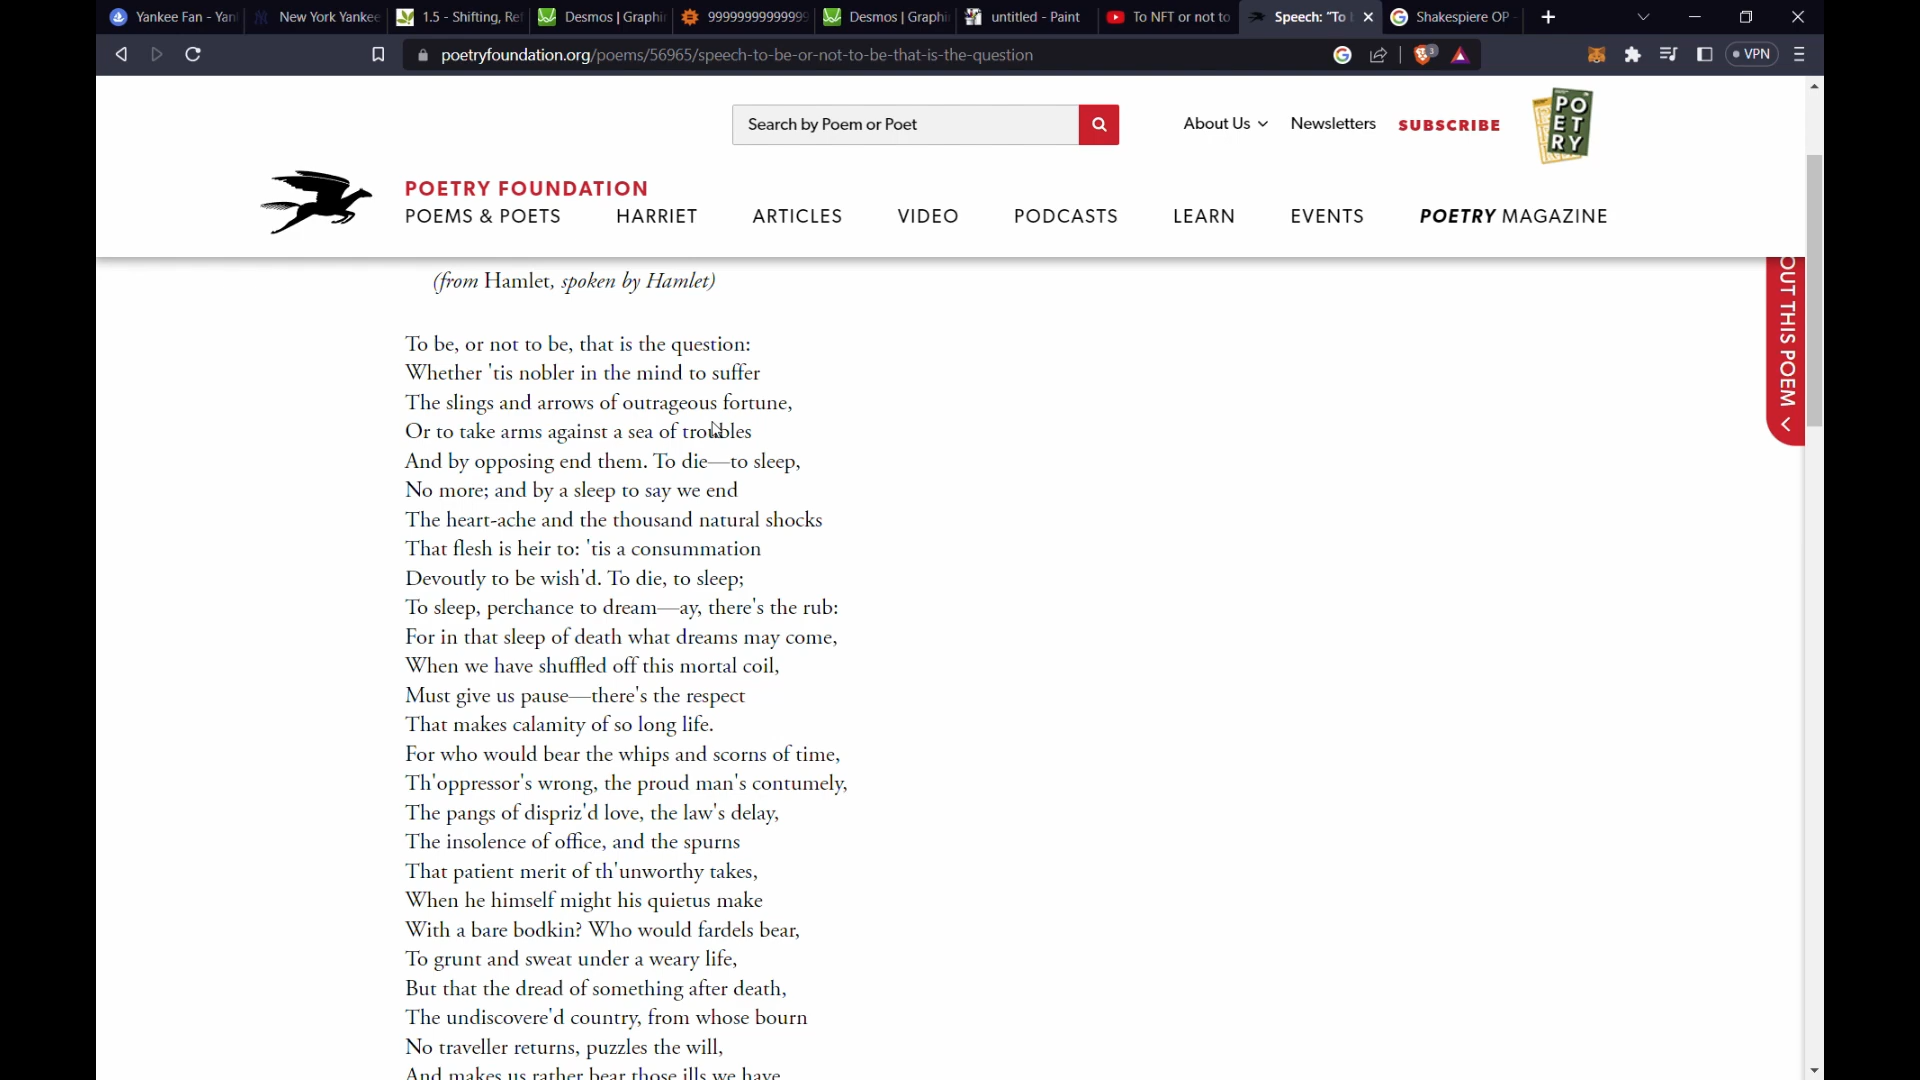 Yankee Fan - Yan
New York Yankee
1.5 - Shifting, Ref
Desmos | Graphi
9999999999999
Desmos | Graphi
untitled - Paint
To NFT or not to
Speech: "To b
Shakespiere OP -
poetryfoundation.org/poems/56965/speech-to-be-or-not-to-be-that-is-the-question
3
VPN
Search by Poem or Poet
About Us
Newsletters
SUBSCRIBE
POETRY
POETRY FOUNDATION
POEMS & POETS
HARRIET
ARTICLES
VIDEO
PODCASTS
LEARN
EVENTS
POETRY MAGAZINE
OUT THIS POEM
(from Hamlet, spoken by Hamlet)
To be, or not to be, that is the question:
Whether 'tis nobler in the mind to suffer
The slings and arrows of outrageous fortune,
Or to take arms against a sea of troubles
And by opposing end them. To die—to sleep,
No more; and by a sleep to say we end
The heart-ache and the thousand natural shocks
That flesh is heir to: 'tis a consummation
Devoutly to be wish'd. To die, to sleep;
To sleep, perchance to dream—ay, there's the rub:
For in that sleep of death what dreams may come,
When we have shuffled off this mortal coil,
Must give us pause—there's the respect
That makes calamity of so long life.
For who would bear the whips and scorns of time,
Th'oppressor's wrong, the proud man's contumely,
The pangs of dispriz'd love, the law's delay,
The insolence of office, and the spurns
That patient merit of th'unworthy takes,
When he himself might his quietus make
With a bare bodkin? Who would fardels bear,
To grunt and sweat under a weary life,
But that the dread of something after death,
The undiscovere'd country, from whose bourn
No traveller returns, puzzles the will,
And makes us rather bear those ills we have